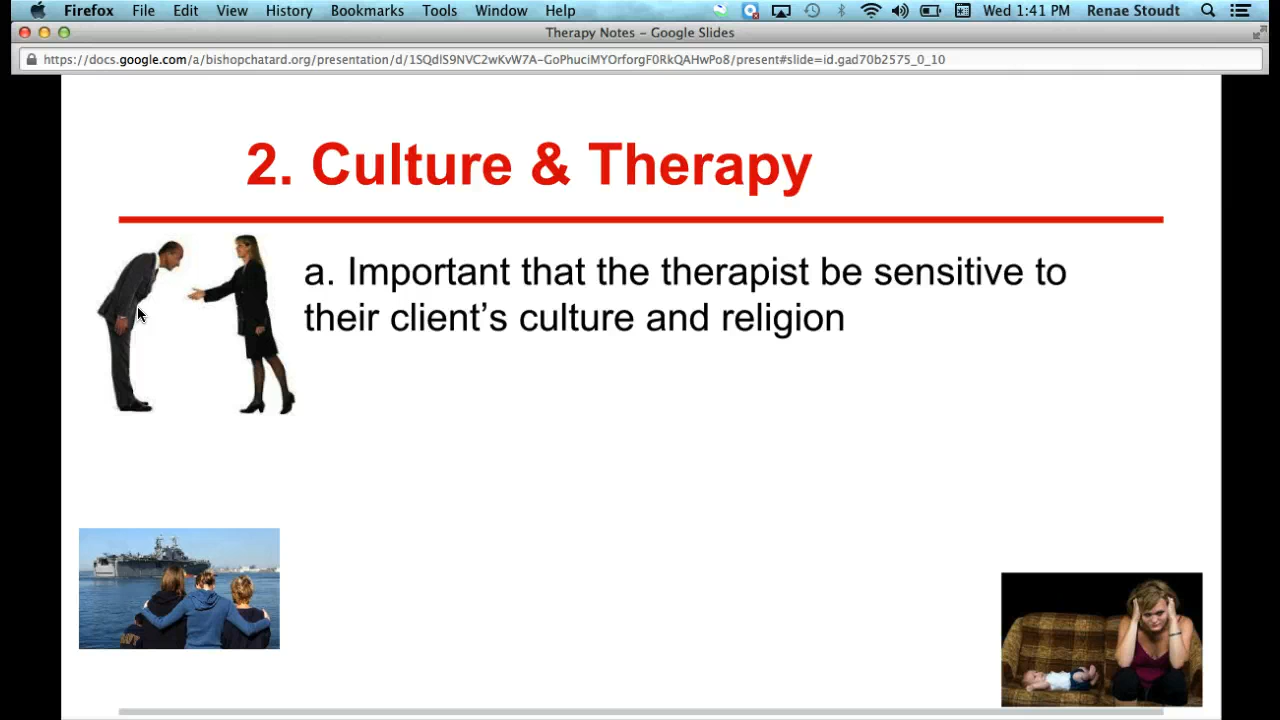 Firefox File Edit View History Bookmarks Tools Window Help Wed 1:41 PM Renae Stoudt
Therapy Notes – Google Slides
https://docs.google.com/a/bishopchatard.org/presentation/d/1SQdlS9NVC2wKvW7A-GoPhuciMYOrforgF0RkQAHwPo8/present#slide=id.gad70b2575_0_10
2. Culture & Therapy
a. Important that the therapist be sensitive to
their client’s culture and religion
NAVY